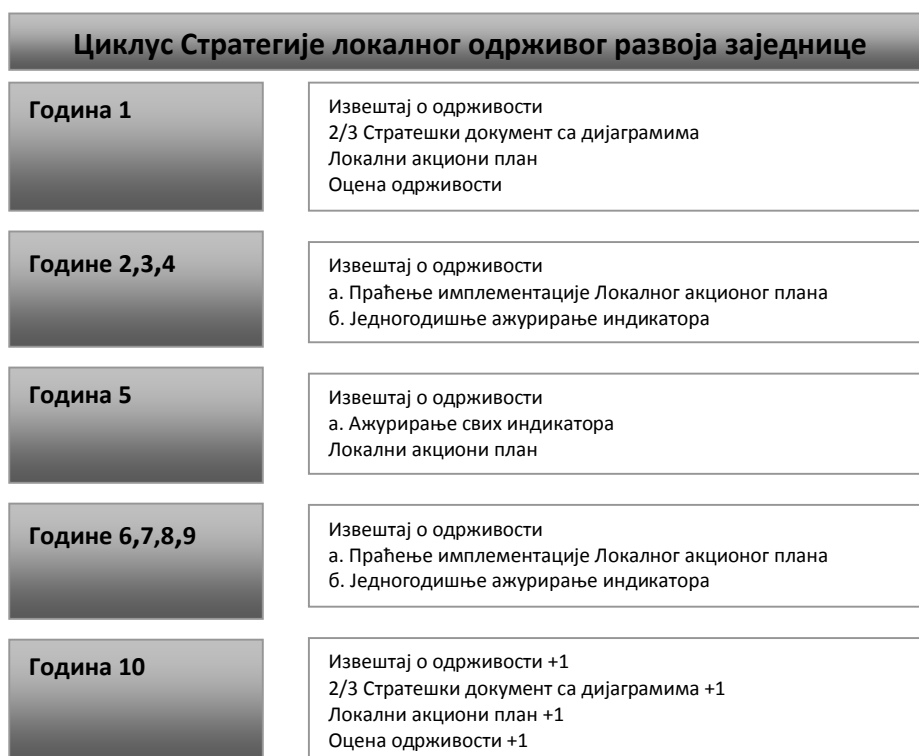 Циклус Стратегије локалног одрживог развоја заједнице
Година 1
Извештај о одрживости
2/3 Стратешки документ са дијаграмима
Локални акциони план
Оцена одрживости
Године 2,3,4
Извештај о одрживости
а. Праћење имплементације Локалног акционог плана
б. Једногодишње ажурирање индикатора
Година 5
Извештај о одрживости
а. Ажурирање свих индикатора
Локални акциони план
Године 6,7,8,9
Извештај о одрживости
а. Праћење имплементације Локалног акционог плана
б. Једногодишње ажурирање индикатора
Година 10
Извештај о одрживости +1
2/3 Стратешки документ са дијаграмима +1
Локални акциони план +1
Оцена одрживости +1